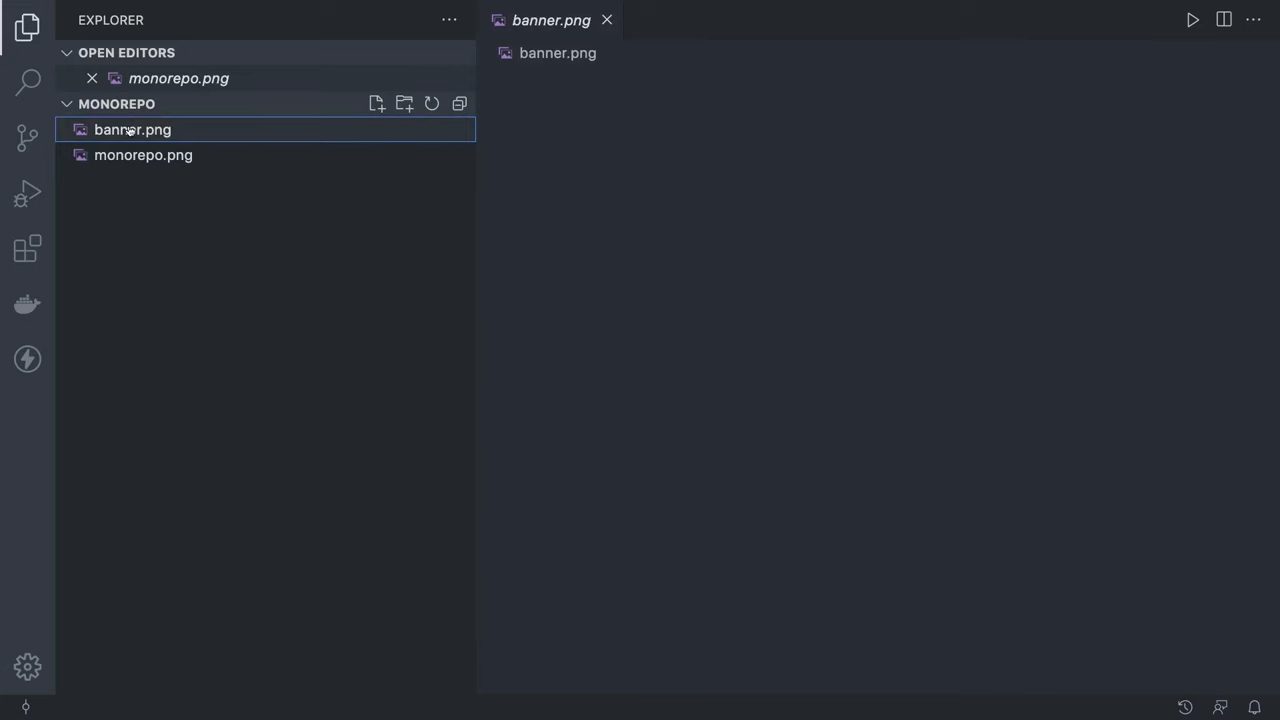 EXPLORER
OPEN EDITORS
monorepo.png
MONOREPO
banner.png
monorepo.png
banner.png
banner.png